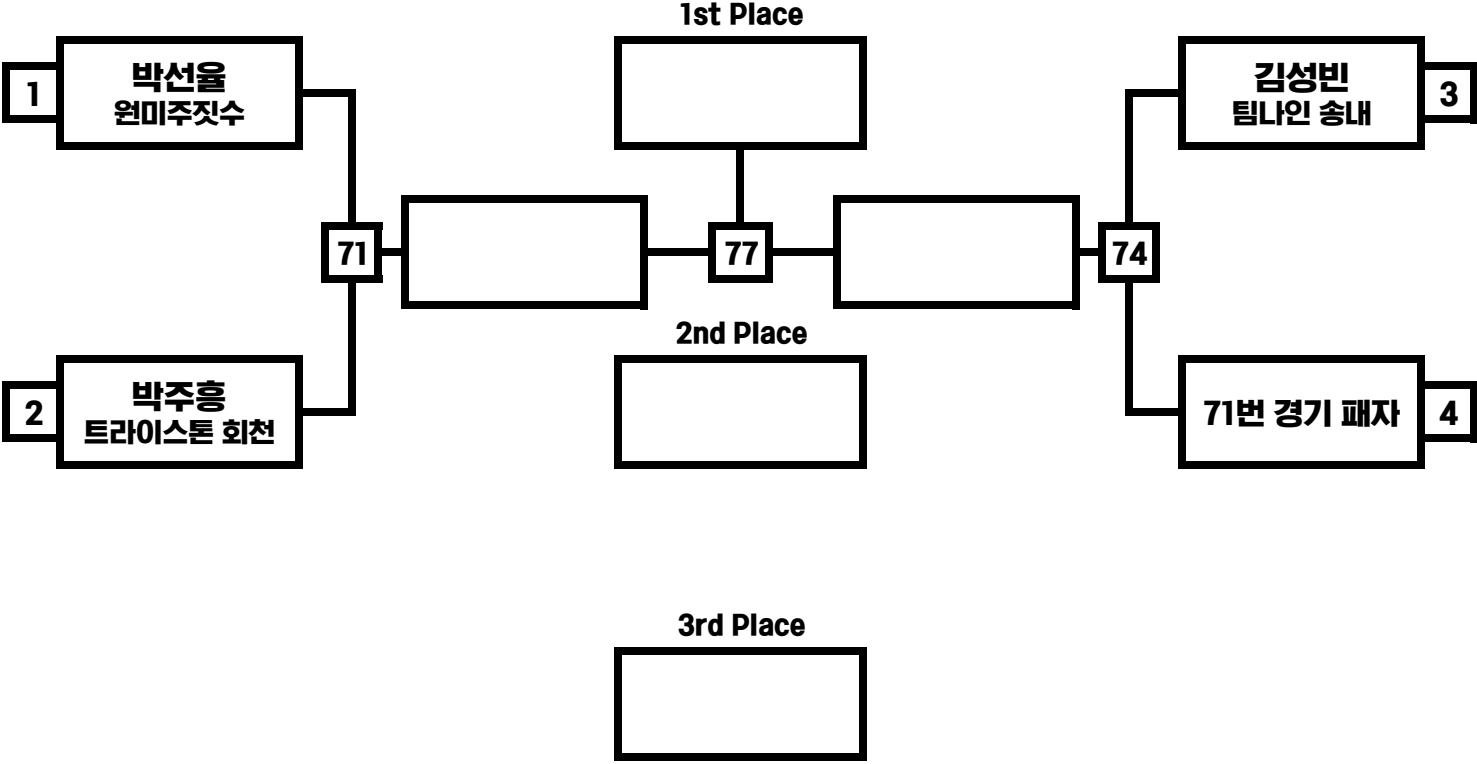 1st Place
1
박선율
원미주짓수
김성빈
팀나인 송내
3
71
77
74
2nd Place
2
박주흥
트라이스톤 회천
71번 경기 패자
4
3rd Place